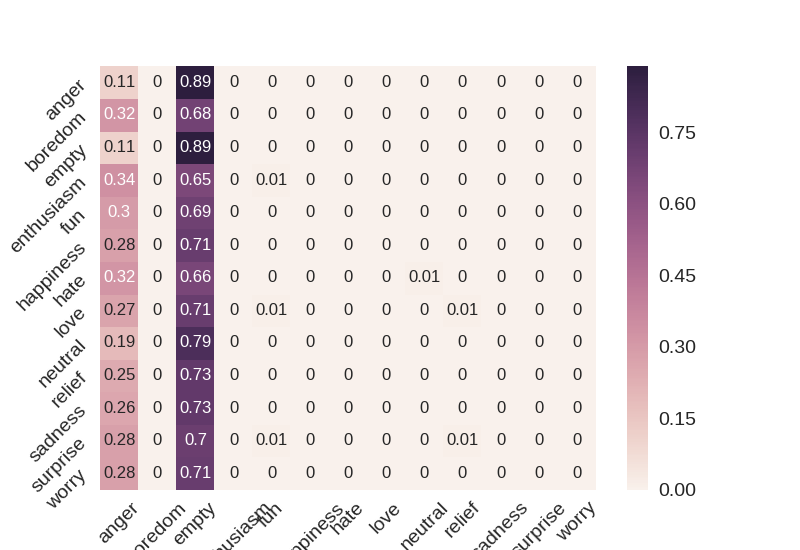 anger 0.11 0 0.89 0 0 0 0 0 0 0 0 0 0
boredom 0.32 0 0.68 0 0 0 0 0 0 0 0 0 0
empty 0.11 0 0.89 0 0 0 0 0 0 0 0 0 0
enthusiasm 0.34 0 0.65 0 0.01 0 0 0 0 0 0 0 0
fun 0.3 0 0.69 0 0 0 0 0 0 0 0 0 0
happiness 0.28 0 0.71 0 0 0 0 0 0 0 0 0 0
hate 0.32 0 0.66 0 0 0 0 0 0.01 0 0 0 0
love 0.27 0 0.71 0 0.01 0 0 0 0 0.01 0 0 0
neutral 0.19 0 0.79 0 0 0 0 0 0 0 0 0 0
relief 0.25 0 0.73 0 0 0 0 0 0 0 0 0 0
sadness 0.26 0 0.73 0 0 0 0 0 0 0 0 0 0
surprise 0.28 0 0.7 0 0.01 0 0 0 0 0.01 0 0 0
worry 0.28 0 0.71 0 0 0 0 0 0 0 0 0 0
anger oredom empty husiasm fun ppiness hate love neutral relief adness surprise worry
0.75
0.60
0.45
0.30
0.15
0.00